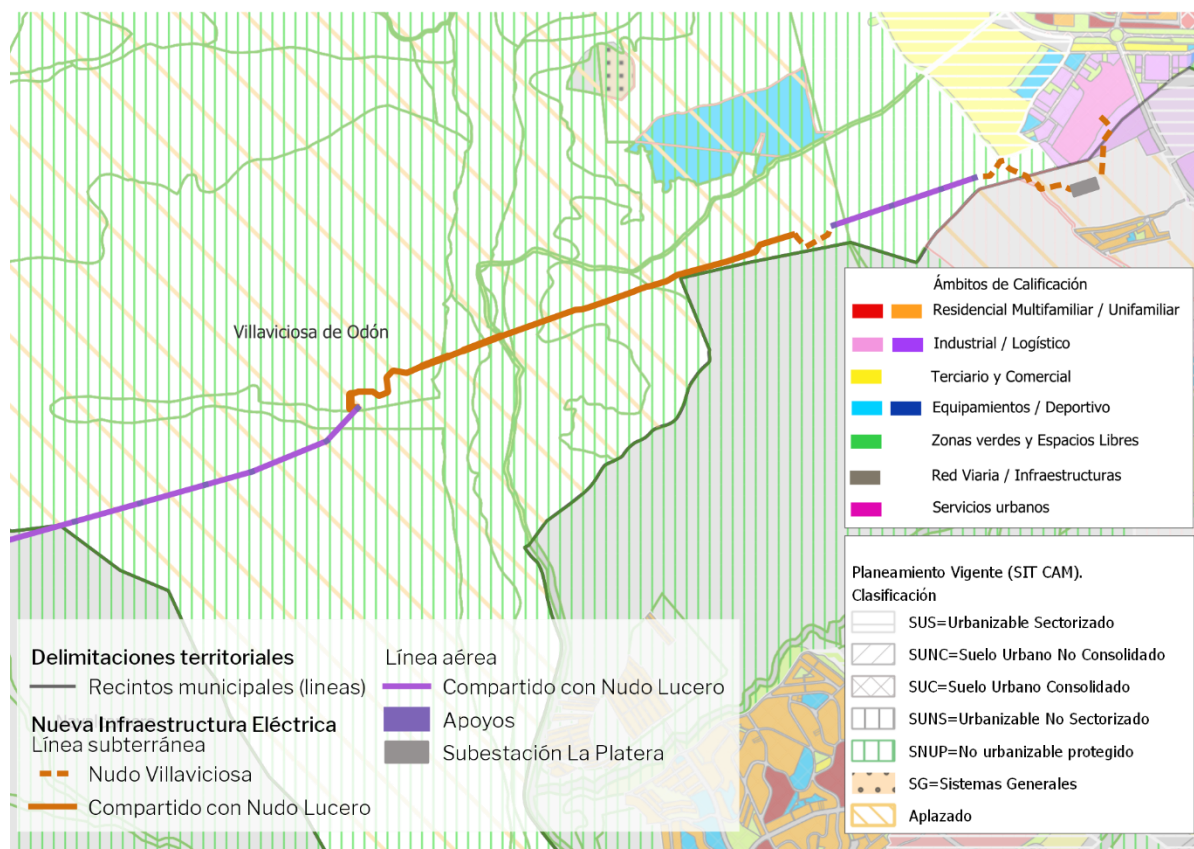 Villaviciosa de Odón
Ámbitos de Calificación
Residencial Multifamiliar / Unifamiliar
Industrial / Logístico
Terciario y Comercial
Equipamientos / Deportivo
Zonas verdes y Espacios Libres
Red Viaria / Infraestructuras
Servicios urbanos
Planeamiento Vigente (SIT CAM).
Clasificación
SUS=Urbanizable Sectorizado
SUNC=Suelo Urbano No Consolidado
SUC=Suelo Urbano Consolidado
SUNS=Urbanizable No Sectorizado
SNUP=No urbanizable protegido
SG=Sistemas Generales
Aplazado
Delimitaciones territoriales
Recintos municipales (lineas)
Nueva Infraestructura Eléctrica
Línea subterránea
Nudo Villaviciosa
Compartido con Nudo Lucero
Línea aérea
Compartido con Nudo Lucero
Apoyos
Subestación La Platera